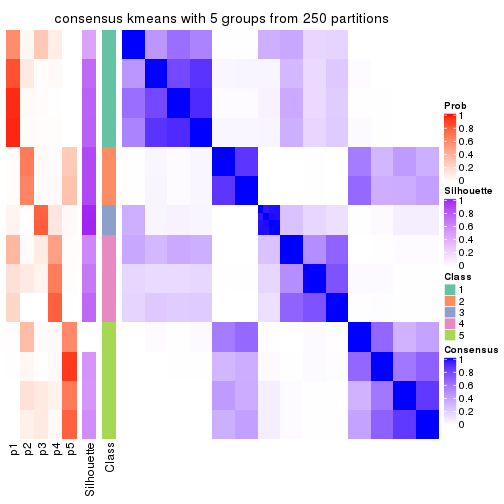 consensus kmeans with 5 groups from 250 partitions
Prob
1
0.8
0.6
0.4
0.2
0
Silhouette
1
0.8
0.6
0.4
0.2
0
Class
1
2
3
4
5
Consensus
1
0.8
0.6
0.4
0.2
0
p1
p2
p3
p4
p5
Silhouette
Class